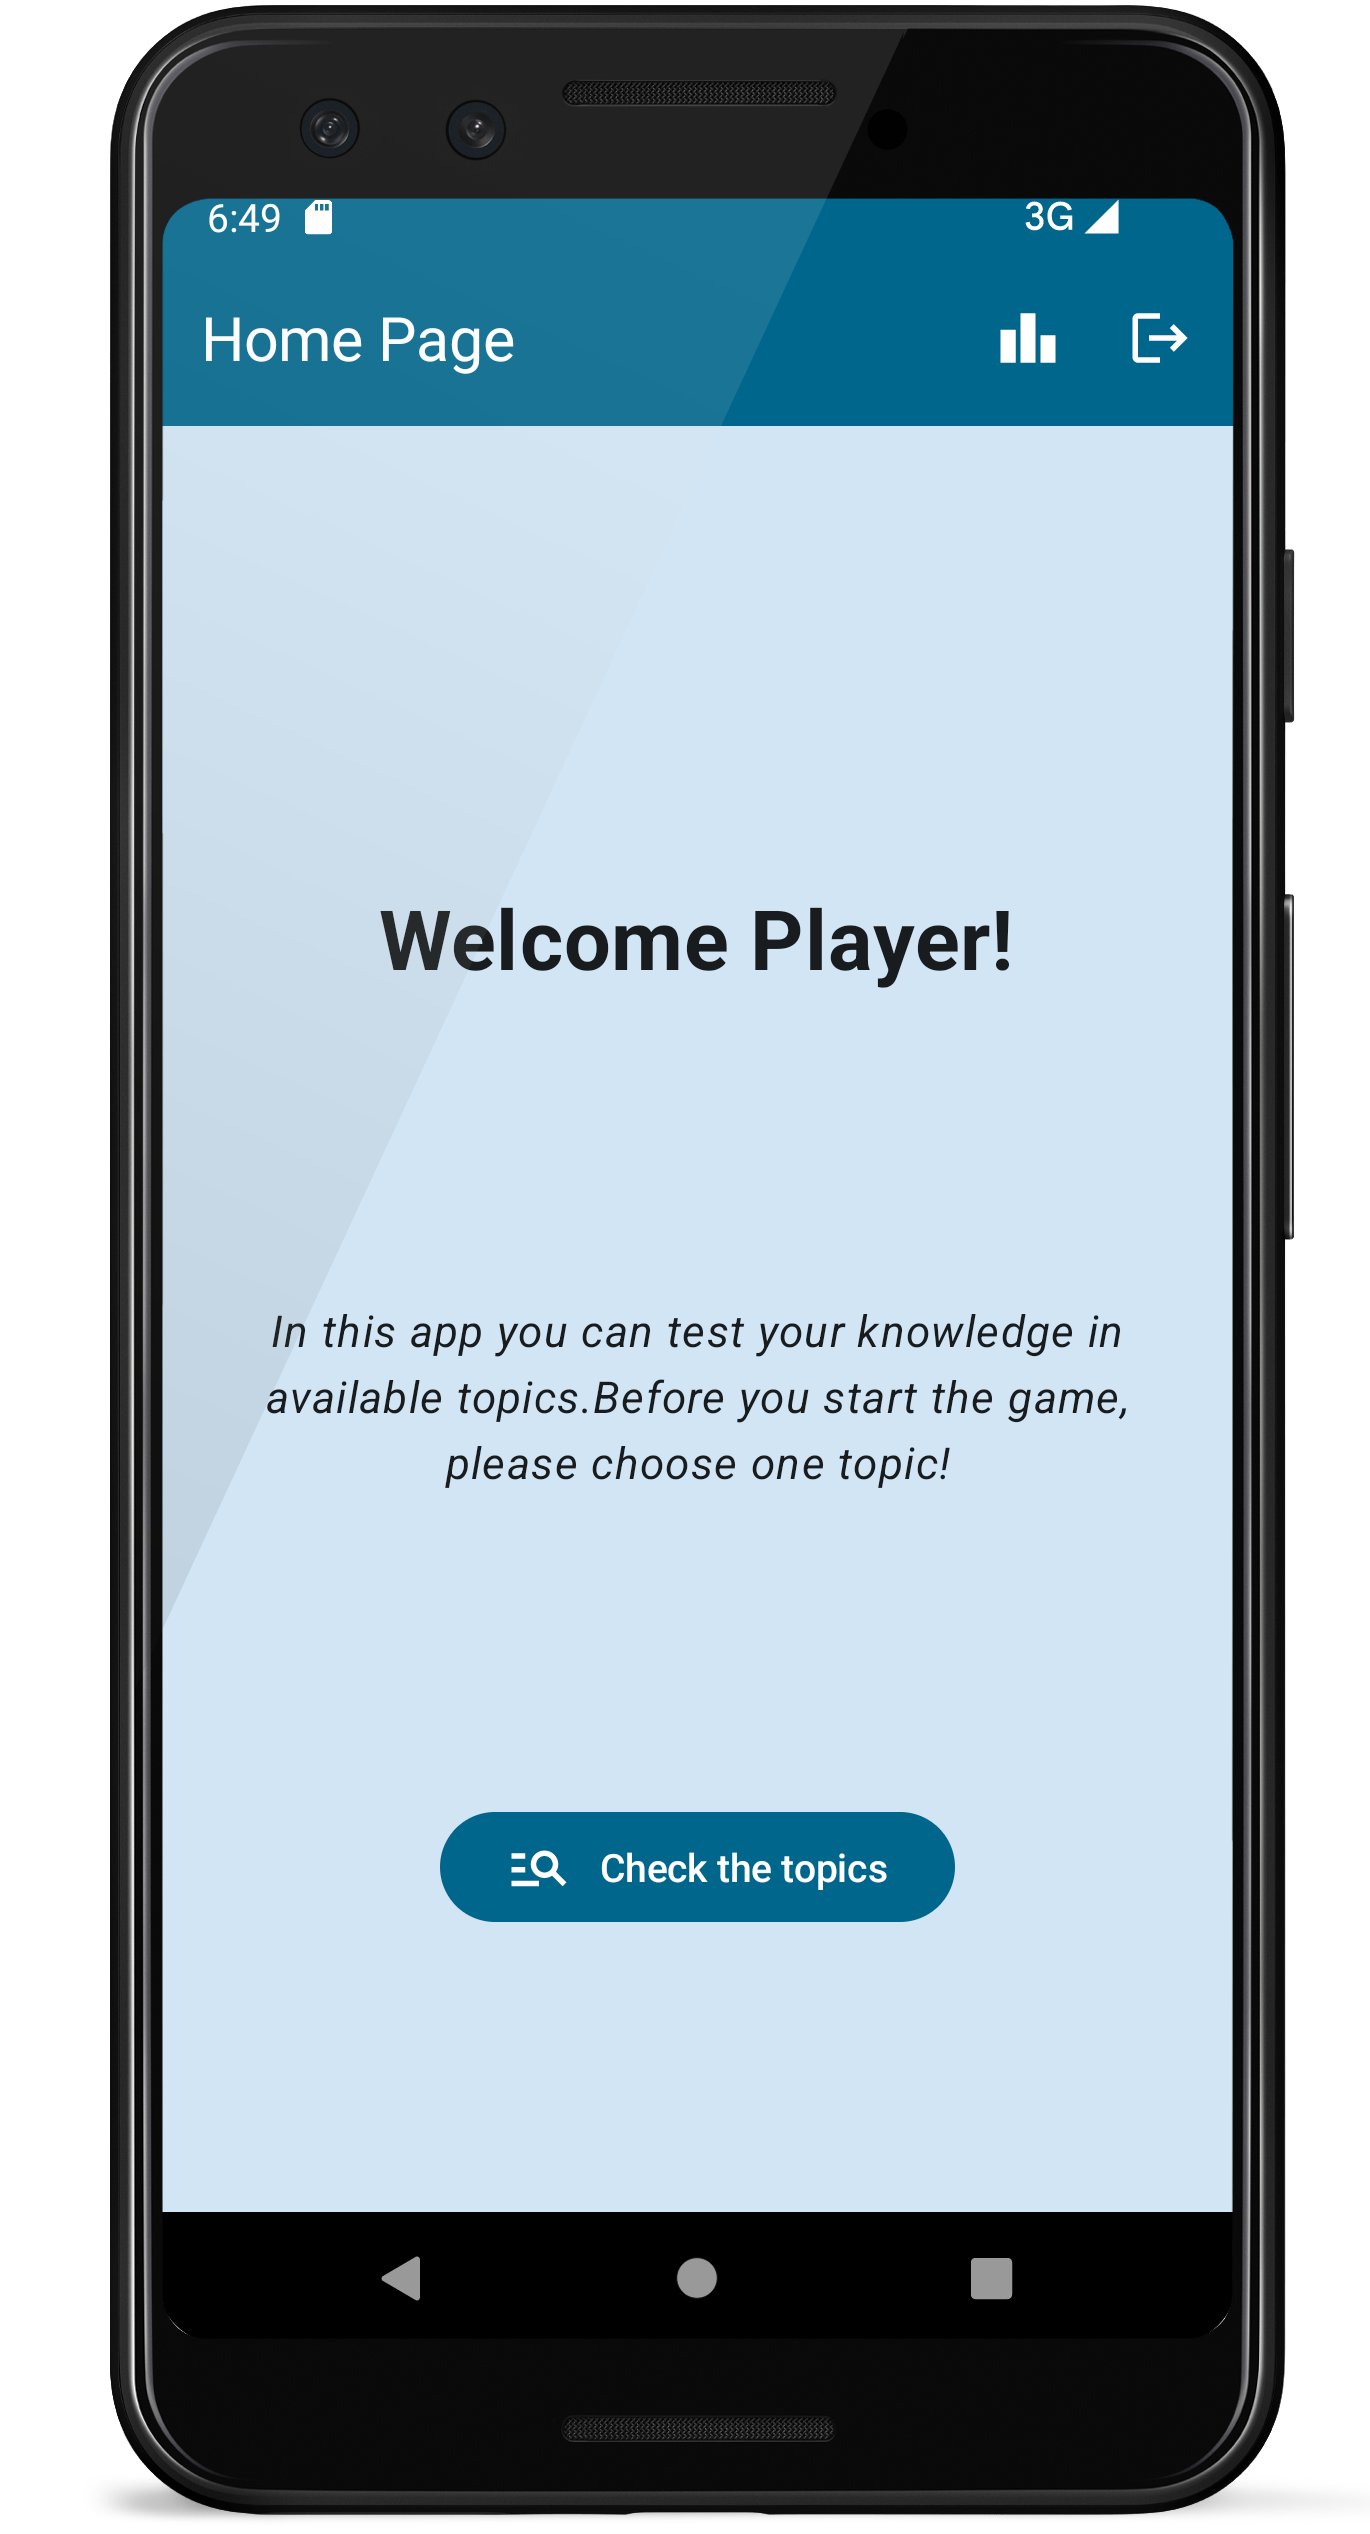 6:49
3G
Home Page
Welcome Player!
In this app you can test your knowledge in
available topics.Before you start the game,
please choose one topic!
Check the topics